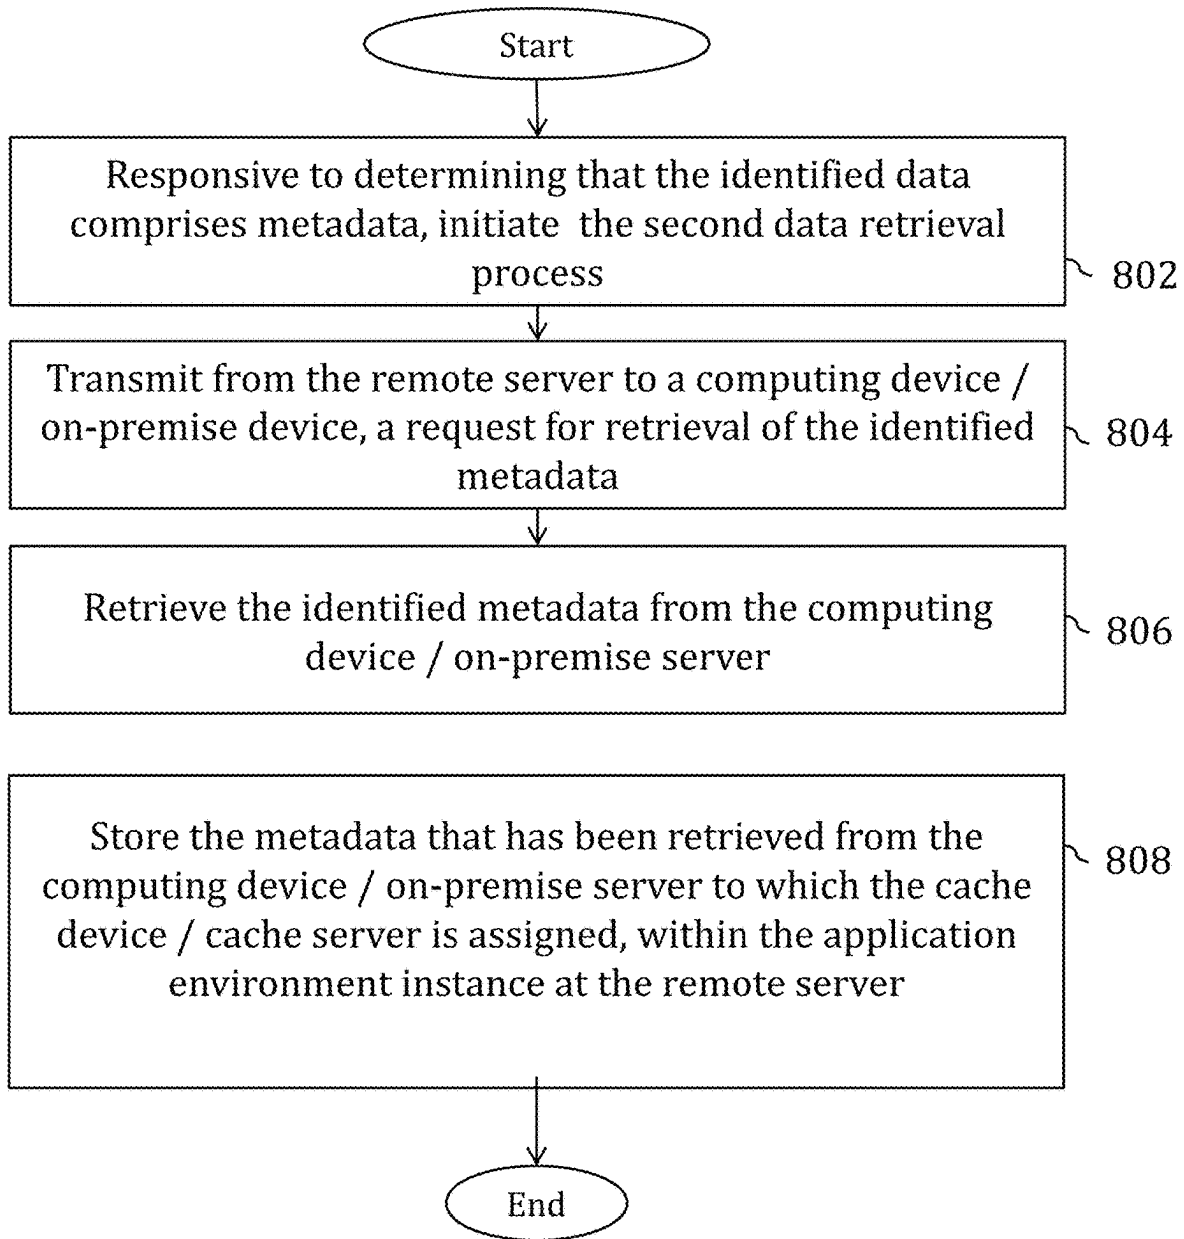 Start
Responsive to determining that the identified data
comprises metadata, initiate the second data retrieval
process
802
Transmit from the remote server to a computing device /
on-premise device, a request for retrieval of the identified
metadata
804
Retrieve the identified metadata from the computing
device / on-premise server
806
Store the metadata that has been retrieved from the
computing device / on-premise server to which the cache
device / cache server is assigned, within the application
environment instance at the remote server
808
End